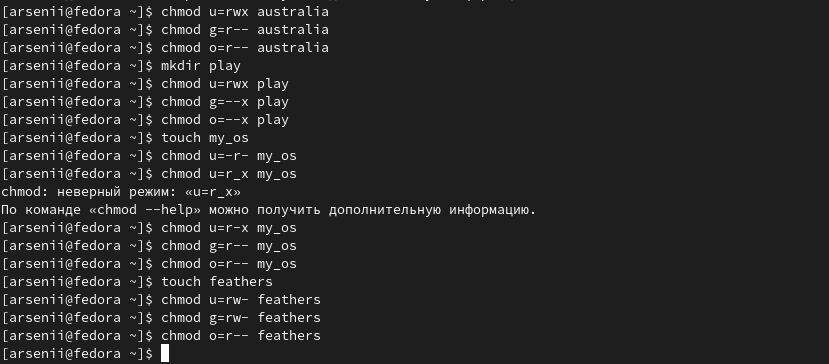 [arsenii@fedora ~]$ chmod u=rwx australia
[arsenii@fedora ~]$ chmod g=r-- australia
[arsenii@fedora ~]$ chmod o=r-- australia
[arsenii@fedora ~]$ mkdir play
[arsenii@fedora ~]$ chmod u=rwx play
[arsenii@fedora ~]$ chmod g=--x play
[arsenii@fedora ~]$ chmod o=--x play
[arsenii@fedora ~]$ touch my_os
[arsenii@fedora ~]$ chmod u=-r- my_os
[arsenii@fedora ~]$ chmod u=r_x my_os
chmod: неверный режим: «u=r_x»
По команде «chmod --help» можно получить дополнительную информацию.
[arsenii@fedora ~]$ chmod u=r-x my_os
[arsenii@fedora ~]$ chmod g=r-- my_os
[arsenii@fedora ~]$ chmod o=r-- my_os
[arsenii@fedora ~]$ touch feathers
[arsenii@fedora ~]$ chmod u=rw- feathers
[arsenii@fedora ~]$ chmod g=rw- feathers
[arsenii@fedora ~]$ chmod o=r-- feathers
[arsenii@fedora ~]$